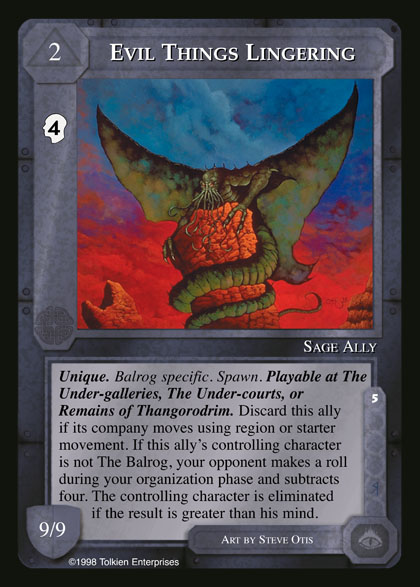 2
EVIL THINGS LINGERING
4
SAGE ALLY
Unique. Balrog specific. Spawn. Playable at The
Under-galleries, The Under-courts, or
Remains of Thangorodrim. Discard this ally
if its company moves using region or starter
movement. If this ally's controlling character
is not The Balrog, your opponent makes a roll
during your organization phase and subtracts
four. The controlling character is eliminated
if the result is greater than his mind.
5
9/9
ART BY STEVE OTIS
©1998 Tolkien Enterprises